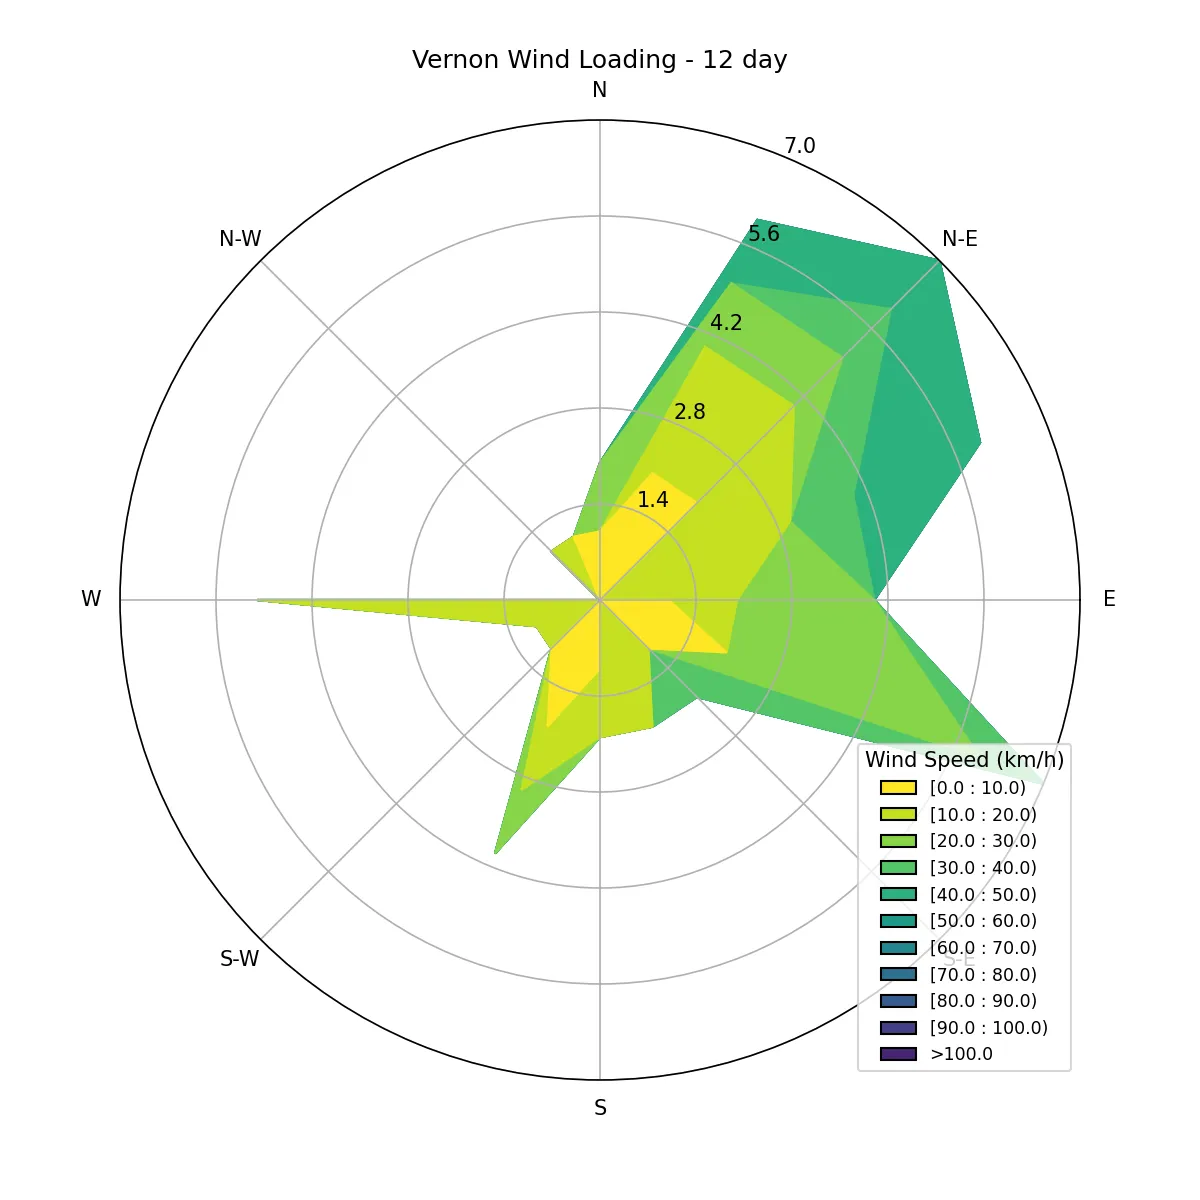 Vernon Wind Loading - 12 day
N
7.0
N-W
5.6
N-E
4.2
2.8
1.4
W
E
Wind Speed (km/h)
[0.0 : 10.0)
[10.0 : 20.0)
[20.0 : 30.0)
[30.0 : 40.0)
[40.0 : 50.0)
[50.0 : 60.0)
[60.0 : 70.0)
[70.0 : 80.0)
[80.0 : 90.0)
[90.0 : 100.0)
>100.0
S-W
S-E
S